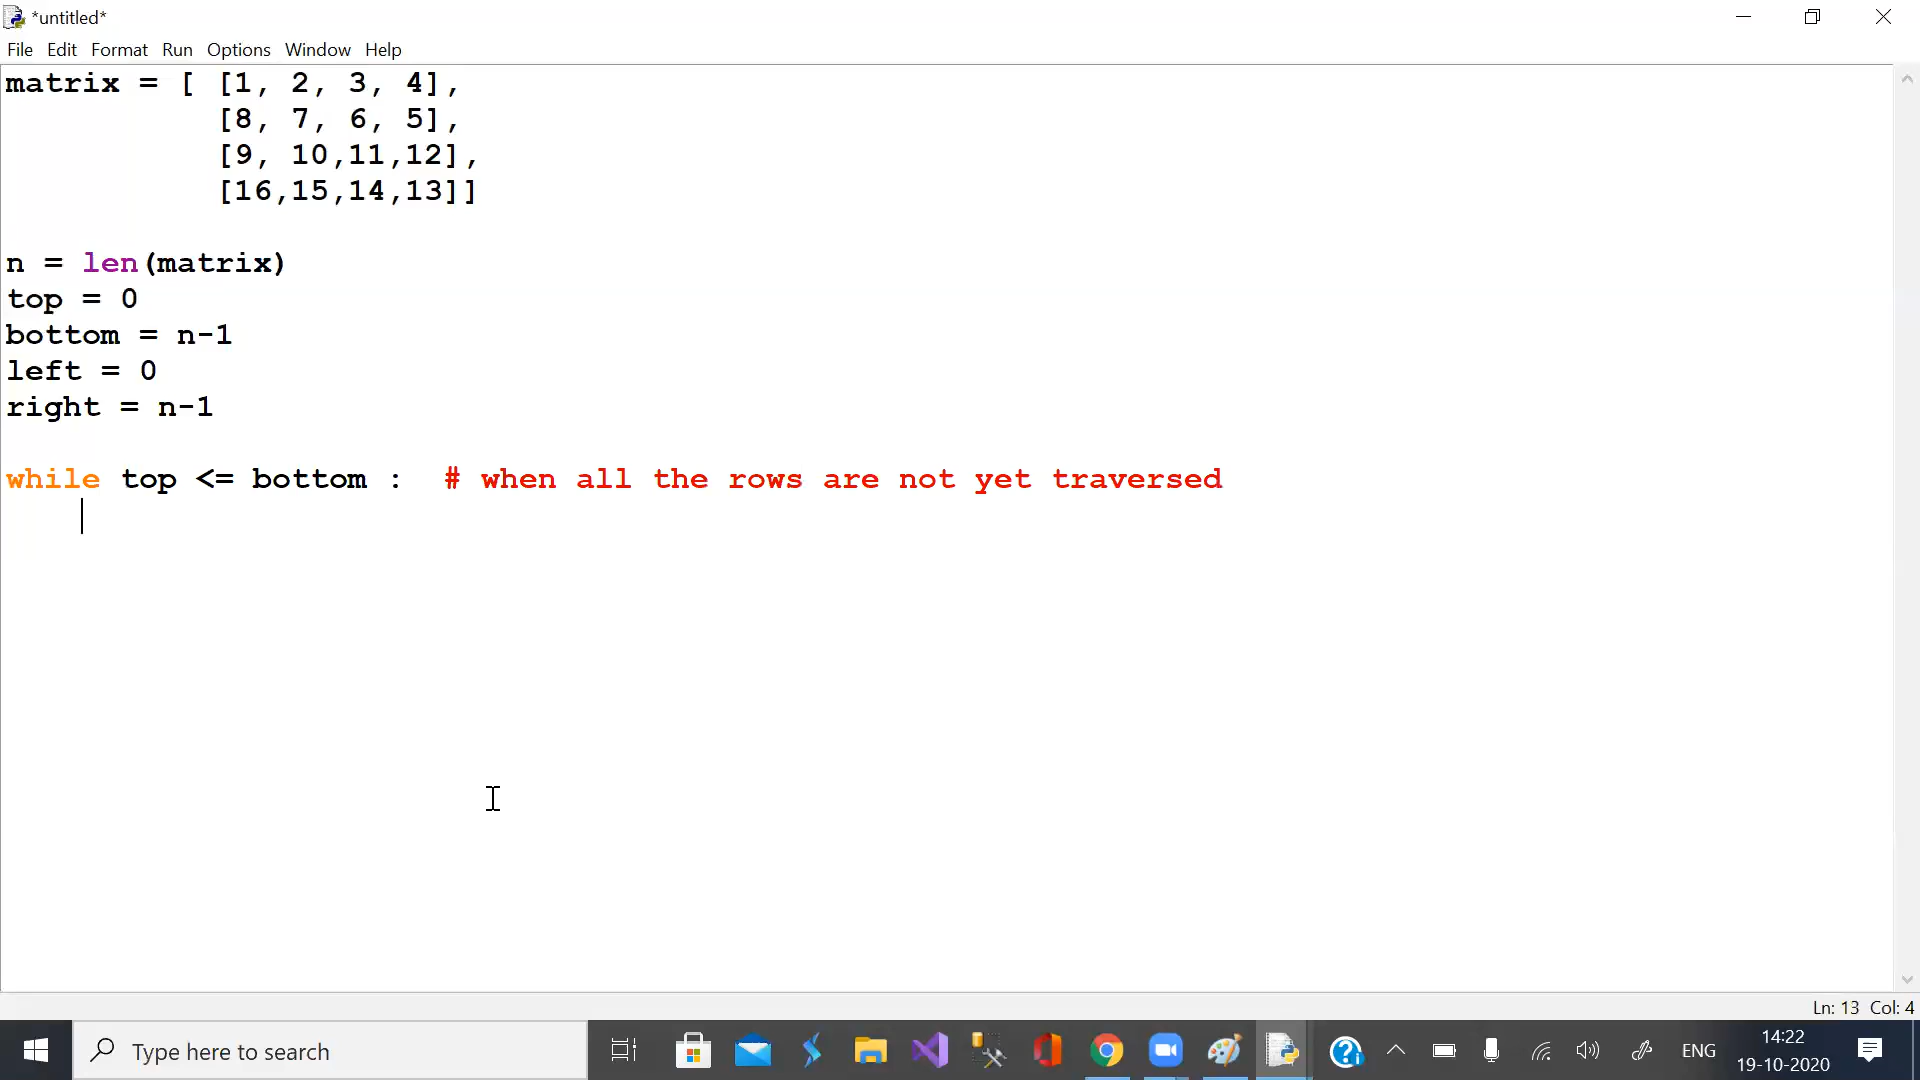 *untitled*
File Edit Format Run Options Window Help
matrix = [ [1, 2, 3, 4],
[8, 7, 6, 5],
[9, 10,11,12],
[16,15,14,13]]
n = len(matrix)
top = 0
bottom = n-1
left = 0
right = n-1
while top <= bottom :  # when all the rows are not yet traversed
Ln: 13 Col: 4
Type here to search
ENG
14:22
19-10-2020